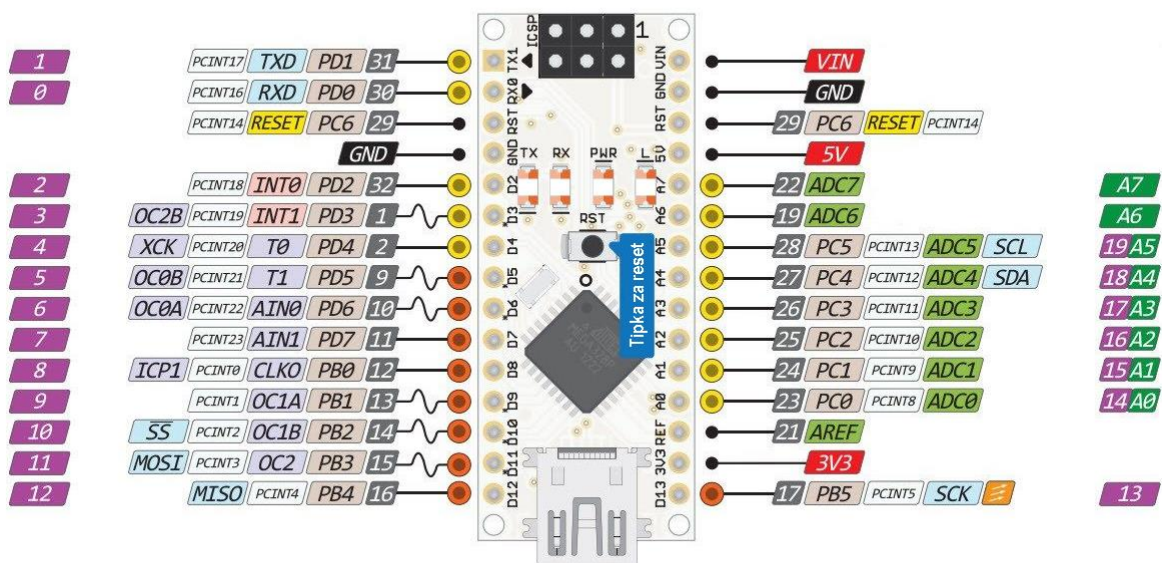 ICSP 1
1 PCINT17 TXD PD1 31 TX1 VIN VIN
0 PCINT16 RXD PD0 30 RX0 GND GND
PCINT14 RESET PC6 29 RST RST 29 PC6 RESET PCINT14
GND GND 5V 5V
TX RX PWR L
2 PCINT18 INT0 PD2 32 D2 A7 22 ADC7 A7
3 OC2B PCINT19 INT1 PD3 1 D3 A6 19 ADC6 A6
RST
4 XCK PCINT20 T0 PD4 2 D4 A5 28 PC5 PCINT13 ADC5 SCL 19 A5
Tipka za reset
5 OC0B PCINT21 T1 PD5 9 D5 A4 27 PC4 PCINT12 ADC4 SDA 18 A4
6 OC0A PCINT22 AIN0 PD6 10 D6 A3 26 PC3 PCINT11 ADC3 17 A3
7 PCINT23 AIN1 PD7 11 D7 A2 25 PC2 PCINT10 ADC2 16 A2
8 ICP1 PCINT0 CLKO PB0 12 D8 A1 24 PC1 PCINT9 ADC1 15 A1
9 PCINT1 OC1A PB1 13 D9 A0 23 PC0 PCINT8 ADC0 14 A0
10 SS PCINT2 OC1B PB2 14 D10 REF 21 AREF
11 MOSI PCINT3 OC2 PB3 15 D11 3V3 3V3
12 MISO PCINT4 PB4 16 D12 D13 17 PB5 PCINT5 SCK 13